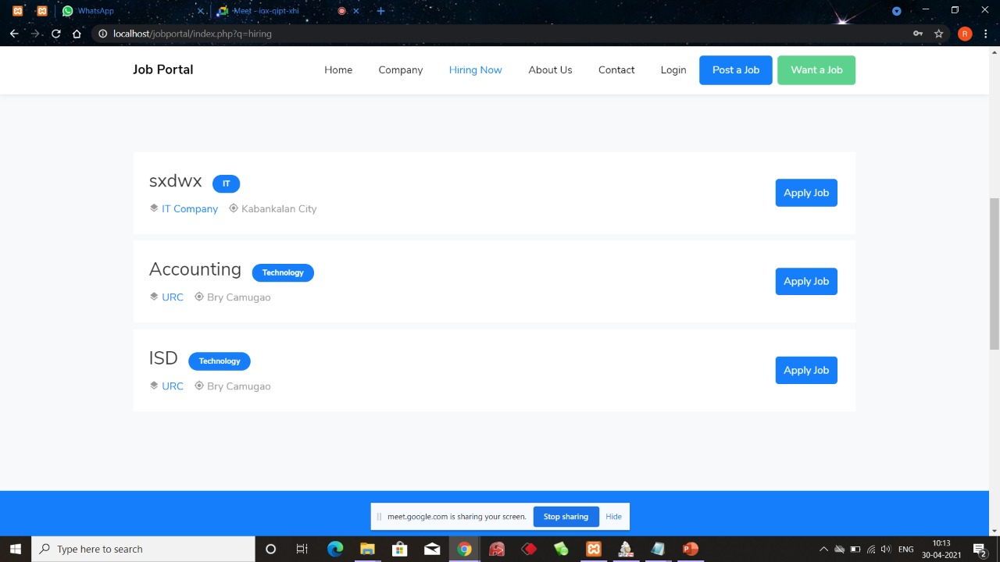 WhatsApp
Meet - iox-qipt-xhi
localhost/jobportal/index.php?q=hiring
R
Job Portal
Home Company Hiring Now About Us Contact Login Post a Job Want a Job
sxdwx IT
IT Company Kabankalan City
Apply Job
Accounting Technology
URC Bry Camugao
Apply Job
ISD Technology
URC Bry Camugao
Apply Job
meet.google.com is sharing your screen. Stop sharing Hide
Type here to search
ENG
10:13
30-04-2021
2